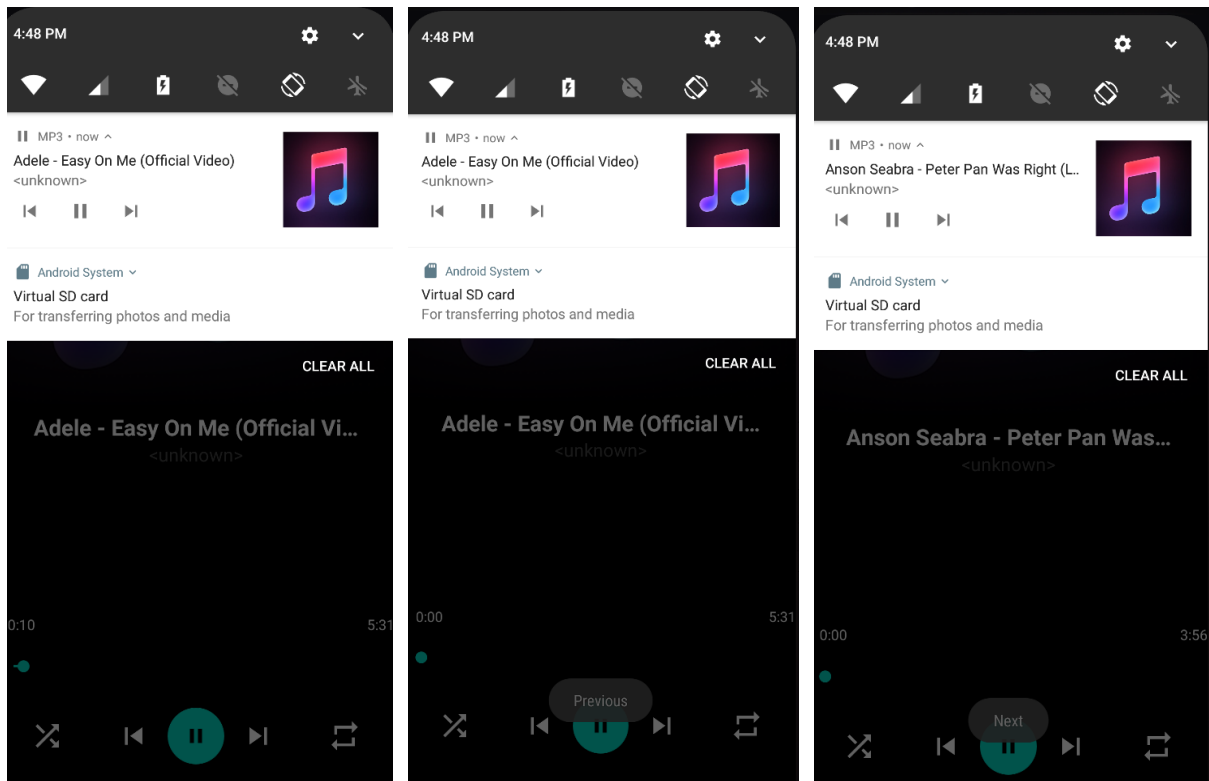 4:48 PM
MP3 • now
Adele - Easy On Me (Official Video)
<unknown>
Android System
Virtual SD card
For transferring photos and media
CLEAR ALL
Adele - Easy On Me (Official Vi...
<unknown>
0:10
5:31
4:48 PM
MP3 • now
Adele - Easy On Me (Official Video)
<unknown>
Android System
Virtual SD card
For transferring photos and media
CLEAR ALL
Adele - Easy On Me (Official Vi...
<unknown>
0:00
5:31
Previous
4:48 PM
MP3 • now
Anson Seabra - Peter Pan Was Right (L..
<unknown>
Android System
Virtual SD card
For transferring photos and media
CLEAR ALL
Anson Seabra - Peter Pan Was...
<unknown>
0:00
3:56
Next